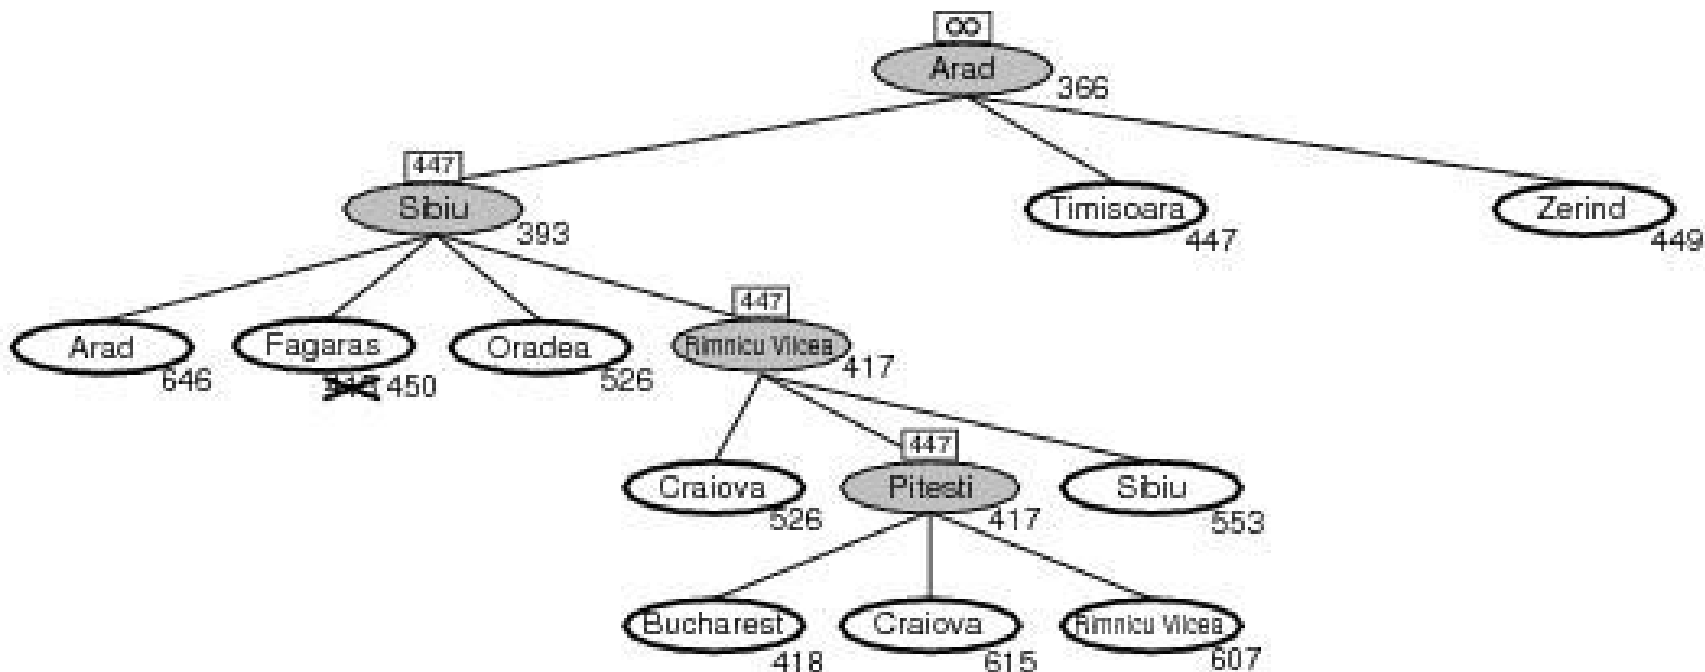 ∞
Arad
366
447
Sibiu
393
Timisoara
447
Zerind
449
Arad
646
Fagaras
450
Oradea
526
447
Rimnicu Vilcea
417
Craiova
526
447
Pitesti
417
Sibiu
553
Bucharest
418
Craiova
615
Rimnicu Vilcea
607